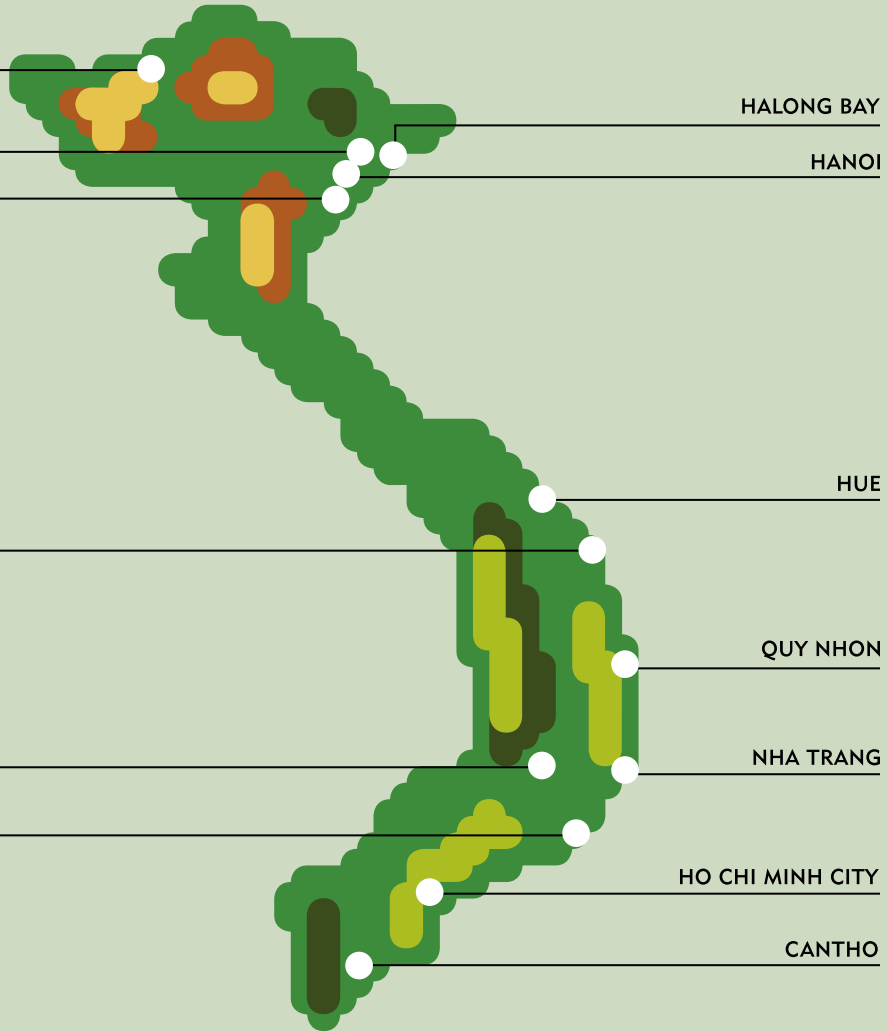 HALONG BAY
HANOI
HUE
QUY NHON
NHA TRANG
HO CHI MINH CITY
CANTHO